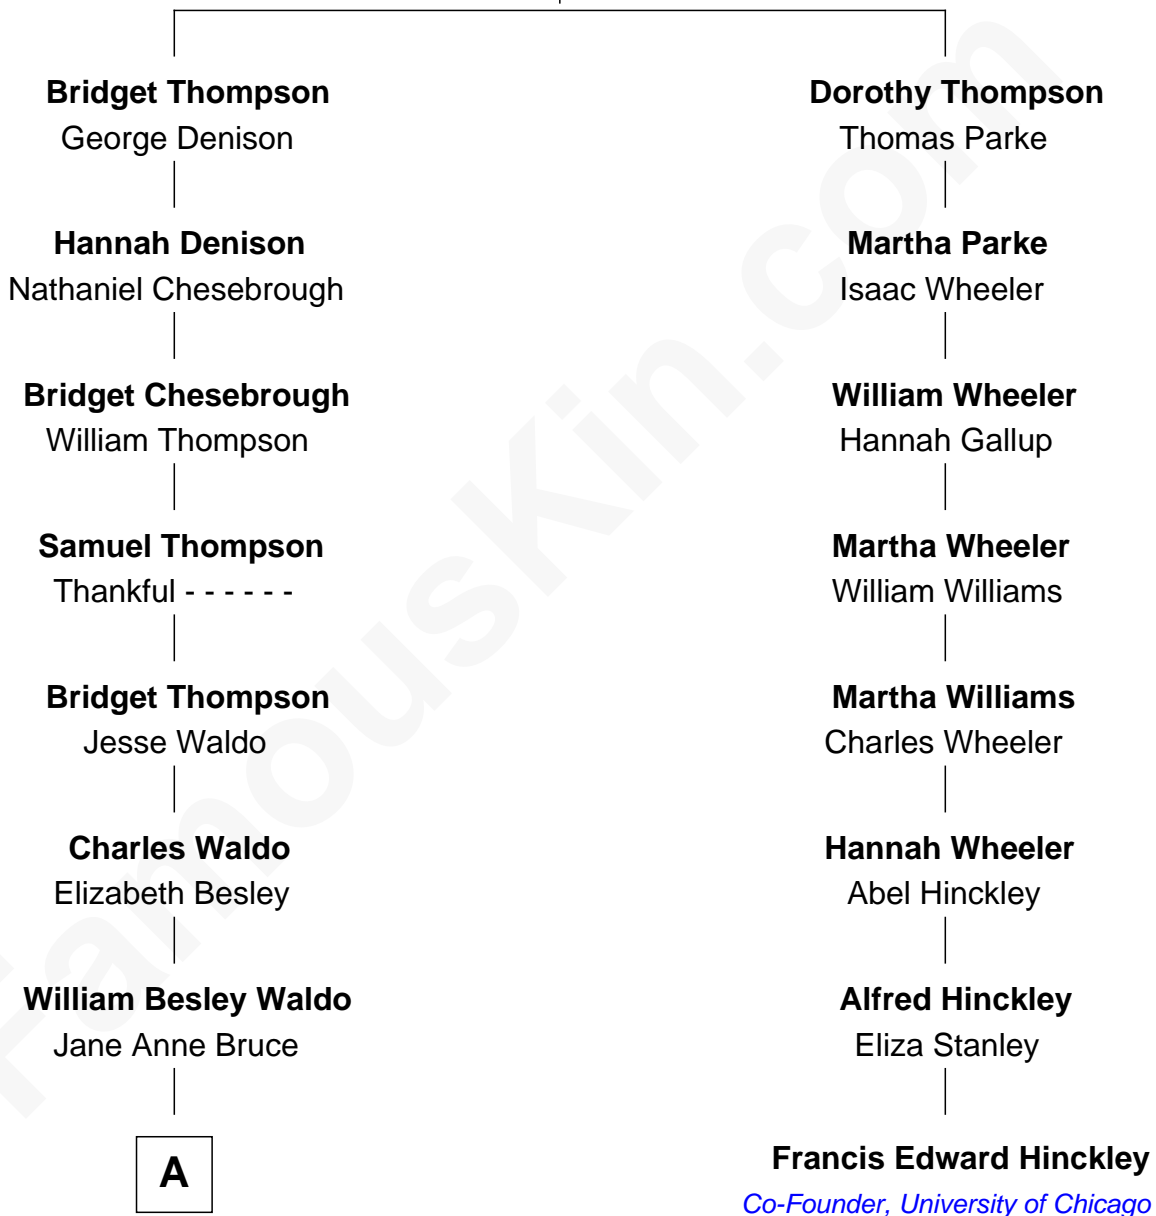 Bridget Thompson
George Denison
Dorothy Thompson
Thomas Parke
Hannah Denison
Nathaniel Chesebrough
Martha Parke
Isaac Wheeler
Bridget Chesebrough
William Thompson
William Wheeler
Hannah Gallup
Samuel Thompson
Thankful - - - - - -
Martha Wheeler
William Williams
Bridget Thompson
Jesse Waldo
Martha Williams
Charles Wheeler
Charles Waldo
Elizabeth Besley
Hannah Wheeler
Abel Hinckley
William Besley Waldo
Jane Anne Bruce
Alfred Hinckley
Eliza Stanley
A
Francis Edward Hinckley
Co-Founder, University of Chicago
FamousKin.com